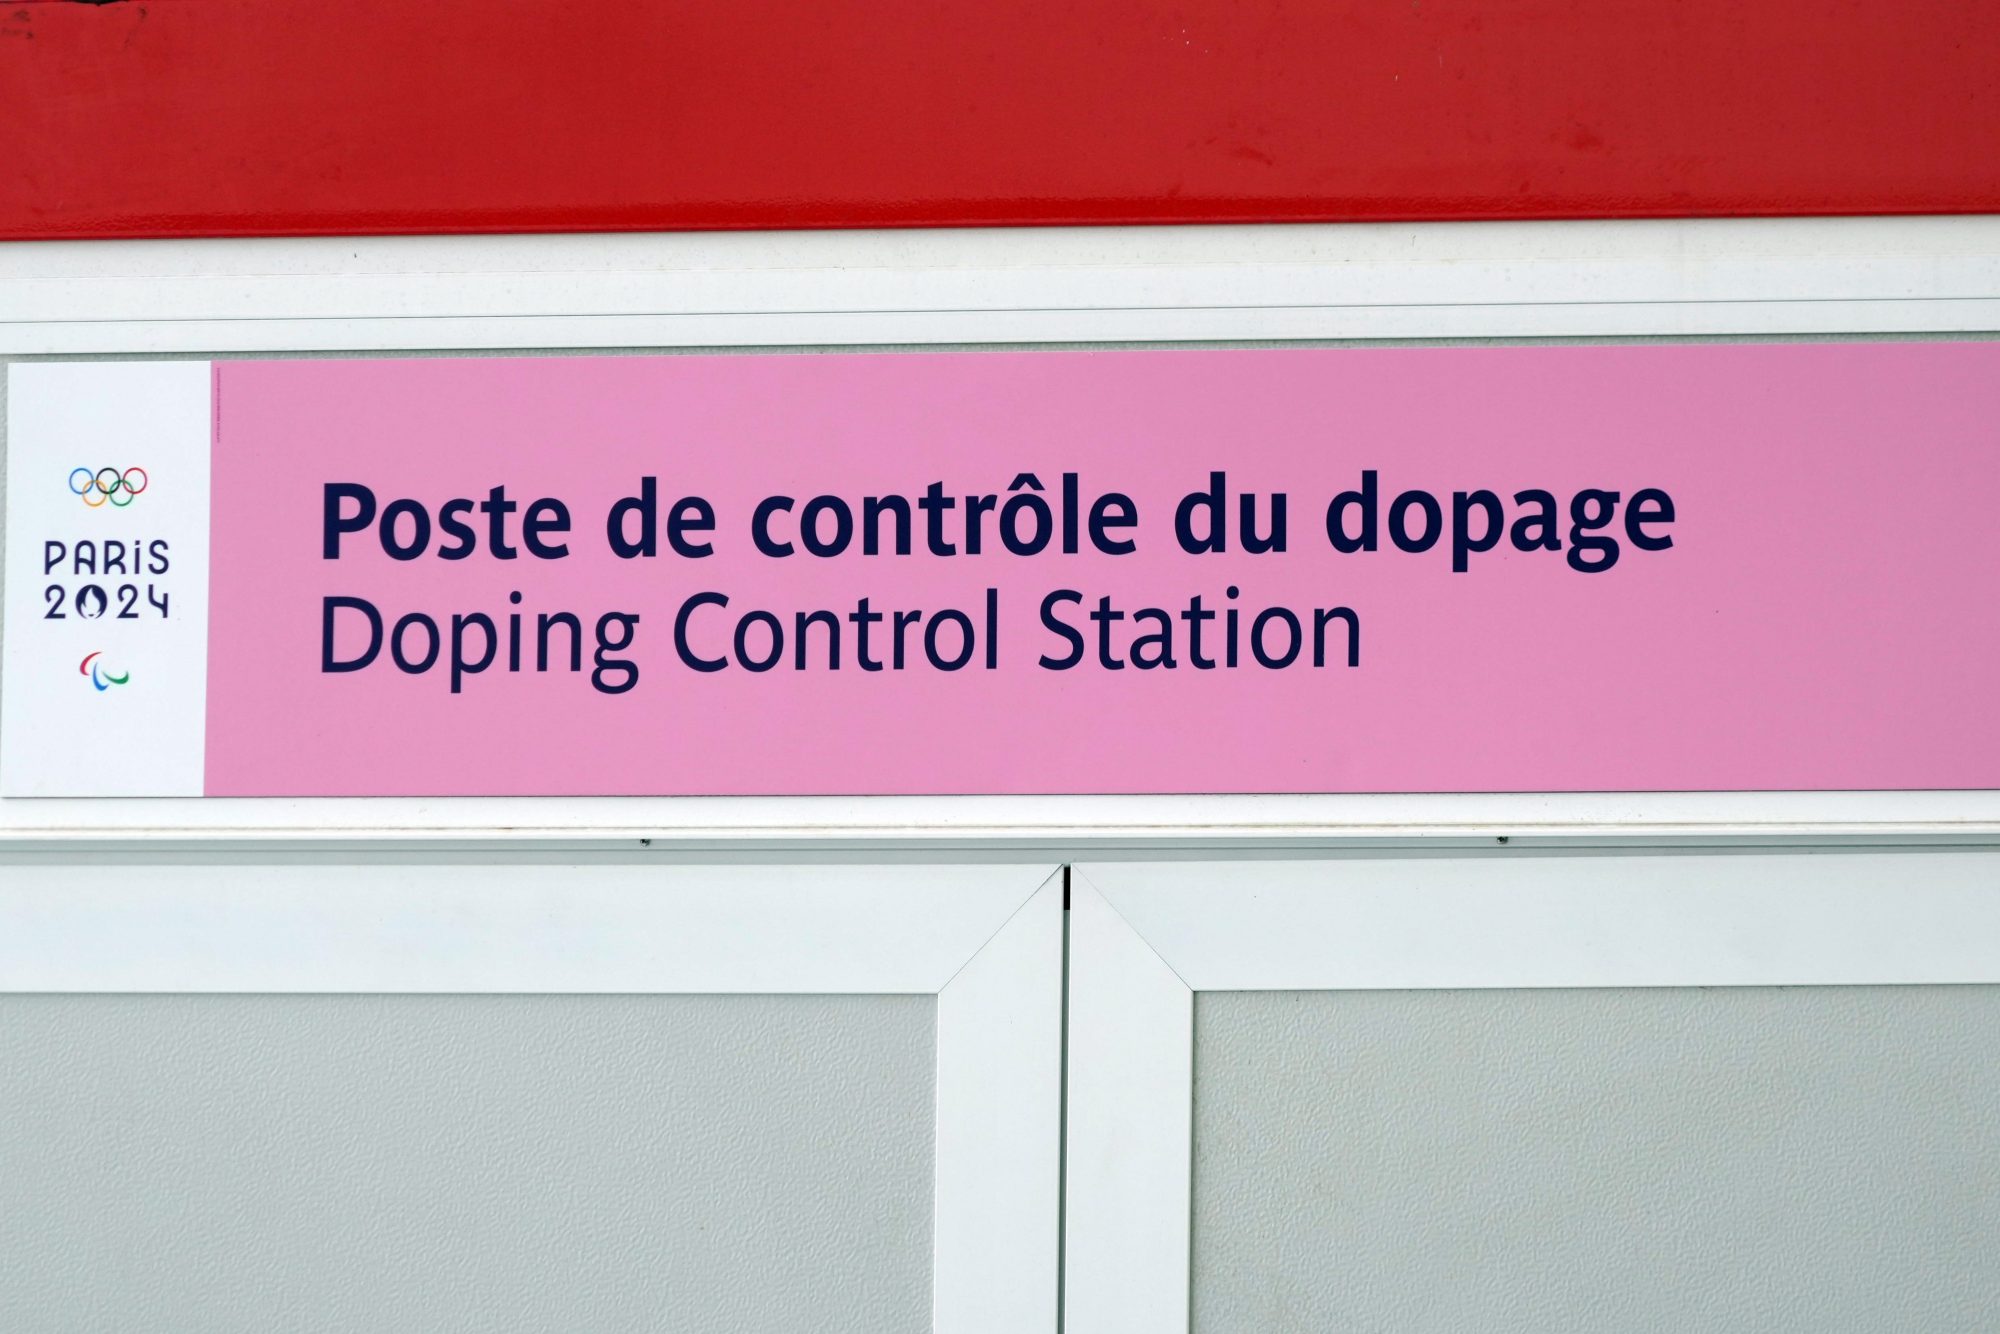 PARIS
2024
Poste de contrôle du dopage
Doping Control Station